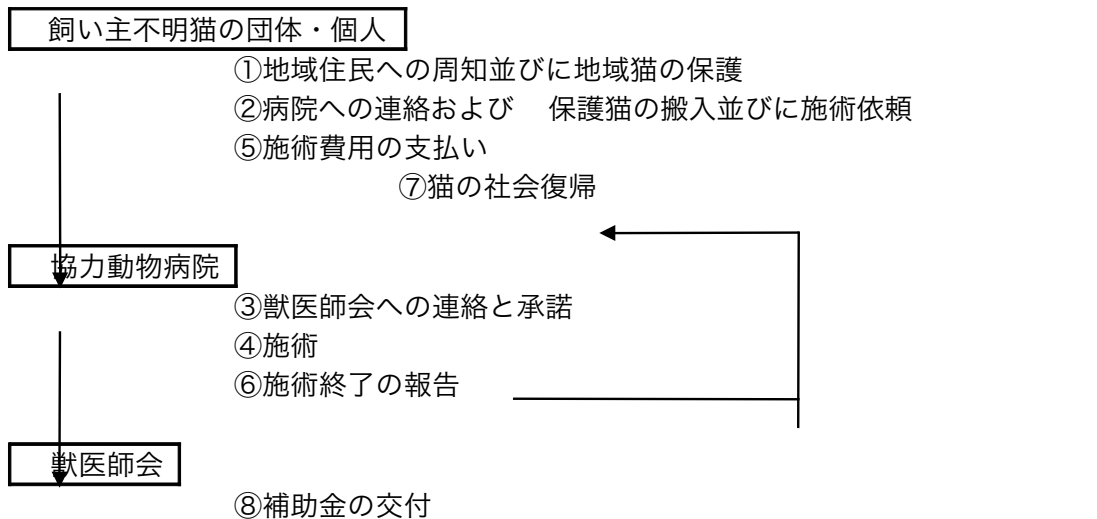 飼い主不明猫の団体・個人
①地域住民への周知並びに地域猫の保護
②病院への連絡および　保護猫の搬入並びに施術依頼
⑤施術費用の支払い
⑦猫の社会復帰
協力動物病院
③獣医師会への連絡と承諾
④施術
⑥施術終了の報告
獣医師会
⑧補助金の交付